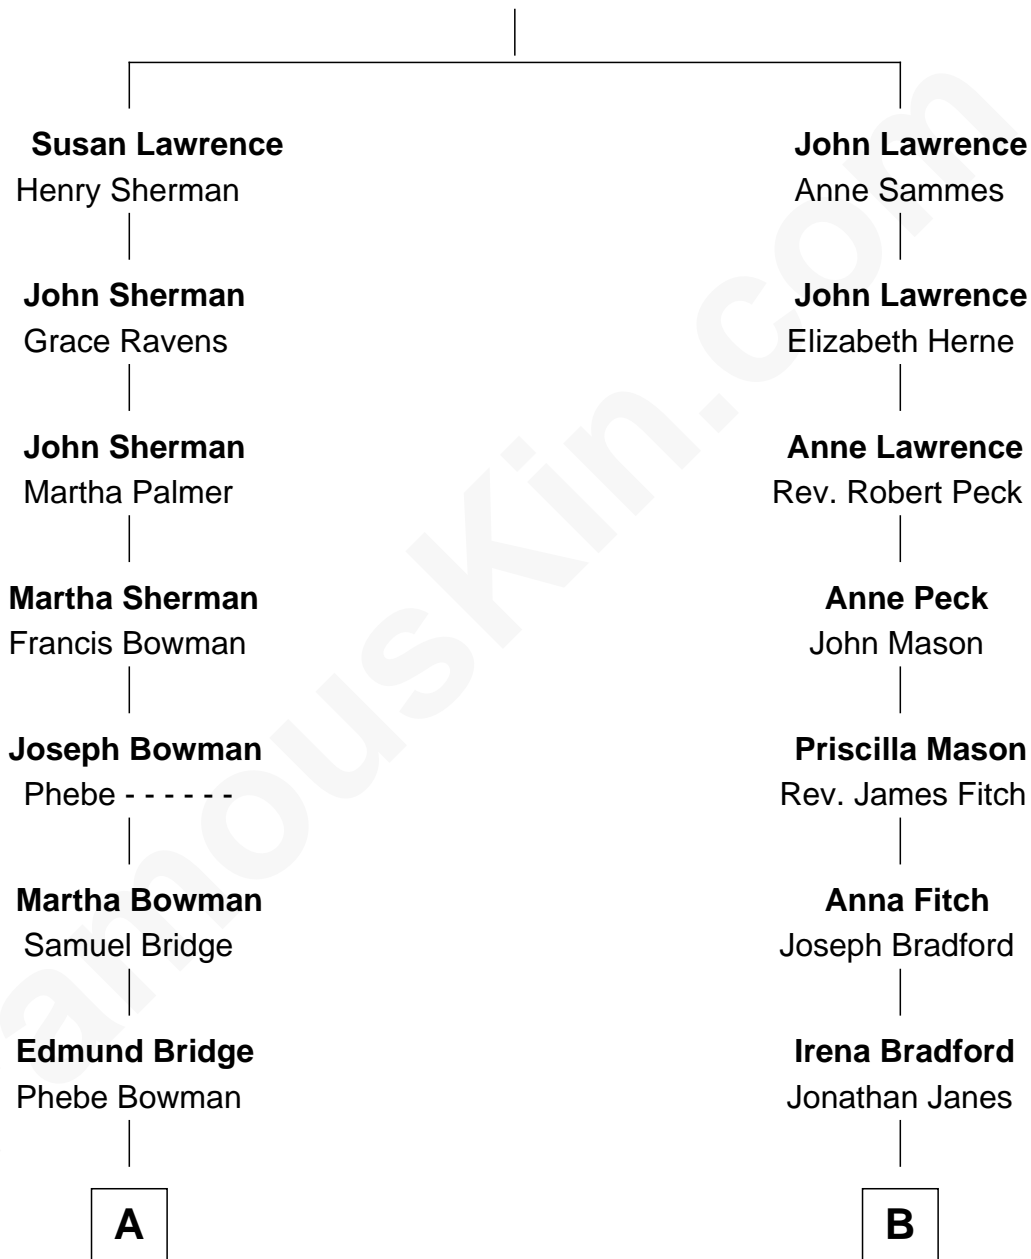 Susan Lawrence
Henry Sherman
John Sherman
Grace Ravens
John Sherman
Martha Palmer
Martha Sherman
Francis Bowman
Joseph Bowman
Phebe - - - - - -
Martha Bowman
Samuel Bridge
Edmund Bridge
Phebe Bowman
A
John Lawrence
Anne Sammes
John Lawrence
Elizabeth Herne
Anne Lawrence
Rev. Robert Peck
Anne Peck
John Mason
Priscilla Mason
Rev. James Fitch
Anna Fitch
Joseph Bradford
Irena Bradford
Jonathan Janes
B
amousKin.com